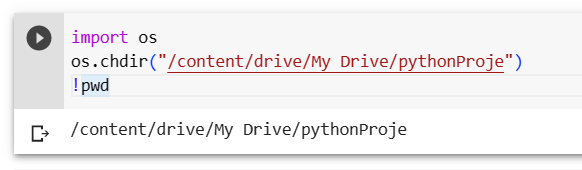 import os
os.chdir("/content/drive/My Drive/pythonProje")
!pwd
/content/drive/My Drive/pythonProje